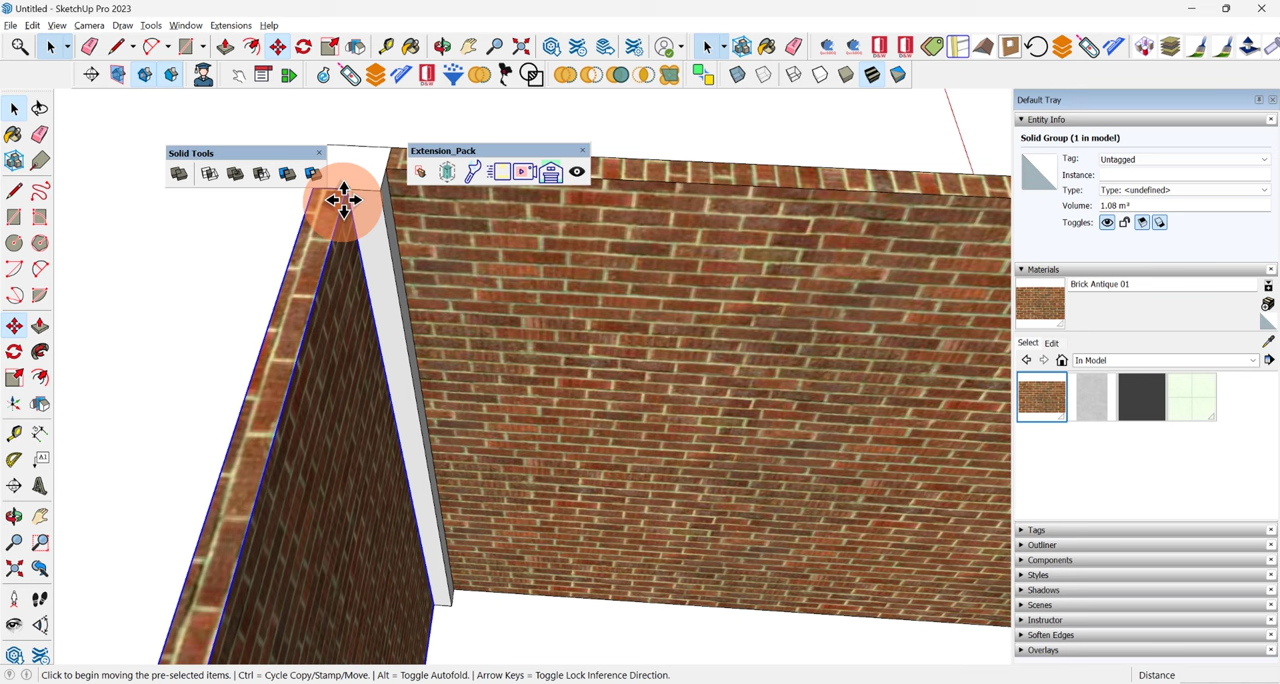 Untitled - SketchUp Pro 2023
File Edit View Camera Draw Tools Window Extensions Help
D&W D&W
D&W
Default Tray
Entity Info
Solid Group (1 in model)
Tag: Untagged
Instance:
Type: Type: <undefined>
Volume: 1.08 m³
Toggles:
Solid Tools
Extension_Pack
Materials
Brick Antique 01
Select Edit
In Model
A1
Tags
Outliner
Components
Styles
Shadows
Scenes
Instructor
Soften Edges
Overlays
Click to begin moving the pre-selected items. | Ctrl = Cycle Copy/Stamp/Move. | Alt = Toggle Autofold. | Arrow Keys = Toggle Lock Inference Direction.
Distance